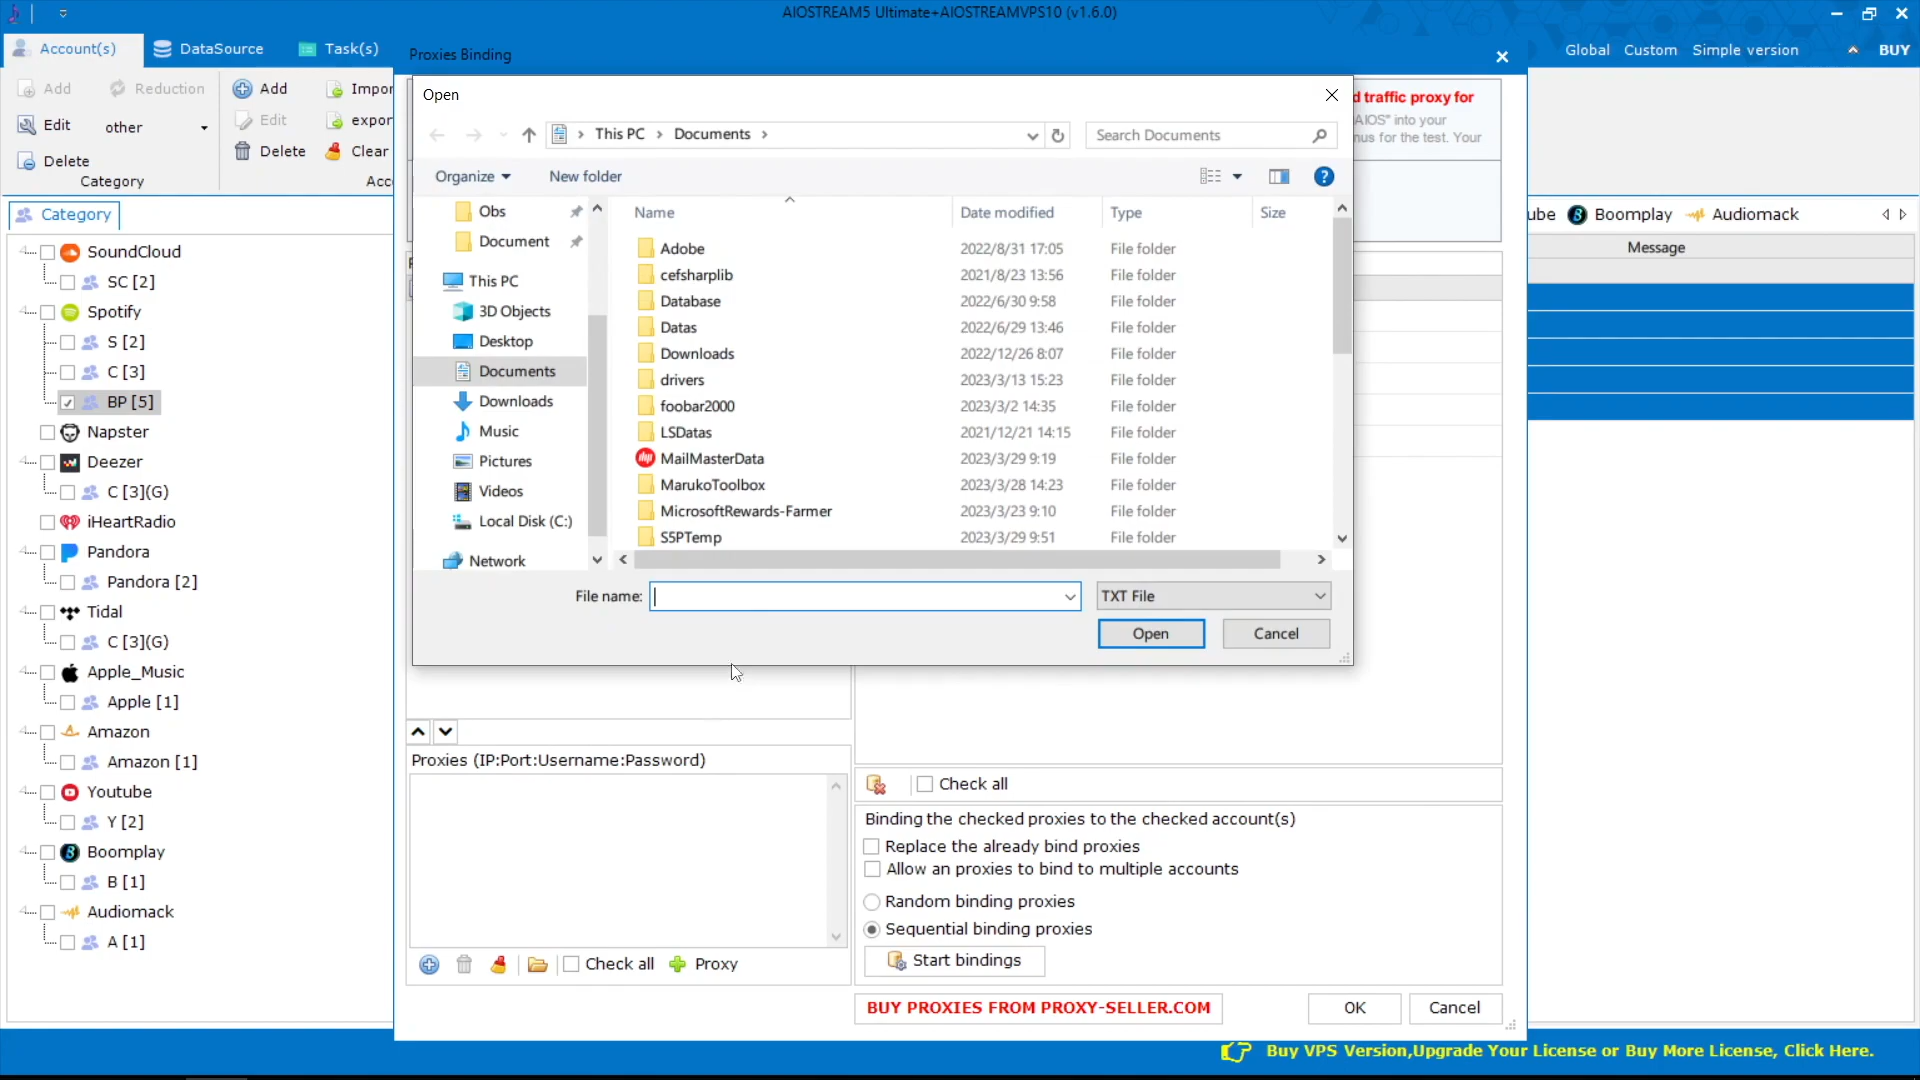 AIOSTREAM5 Ultimate+AIOSTREAMVPS10 (v1.6.0)
Account(s)
DataSource
Task(s)
Proxies Binding
Global
Custom
Simple version
BUY
Add
Reduction
Add
Impor
Edit
other
Edit
expor
Delete
Delete
Clear
Category
Acc
Open
d traffic proxy for
AIOS" into your
nus for the test. Your
This PC
Documents
Search Documents
Organize
New folder
Category
ube
Boomplay
Audiomack
Message
Obs
Document
This PC
3D Objects
Desktop
Documents
Downloads
Music
Pictures
Videos
Local Disk (C:)
Network
Name
Date modified
Type
Size
Adobe
2022/8/31 17:05
File folder
cefsharplib
2021/8/23 13:56
File folder
Database
2022/6/30 9:58
File folder
Datas
2022/6/29 13:46
File folder
Downloads
2022/12/26 8:07
File folder
drivers
2023/3/13 15:23
File folder
foobar2000
2023/3/2 14:35
File folder
LSDatas
2021/12/21 14:15
File folder
MailMasterData
2023/3/29 9:19
File folder
MarukoToolbox
2023/3/28 14:23
File folder
MicrosoftRewards-Farmer
2023/3/23 9:10
File folder
S5PTemp
2023/3/29 9:51
File folder
File name:
TXT File
Open
Cancel
SoundCloud
SC [2]
Spotify
S [2]
C [3]
BP [5]
Napster
Deezer
C [3](G)
iHeartRadio
Pandora
Pandora [2]
Tidal
C [3](G)
Apple_Music
Apple [1]
Amazon
Amazon [1]
Youtube
Y [2]
Boomplay
B [1]
Audiomack
A [1]
Proxies (IP:Port:Username:Password)
Check all
Proxy
Check all
Binding the checked proxies to the checked account(s)
Replace the already bind proxies
Allow an proxies to bind to multiple accounts
Random binding proxies
Sequential binding proxies
Start bindings
BUY PROXIES FROM PROXY-SELLER.COM
OK
Cancel
Buy VPS Version,Upgrade Your License or Buy More License, Click Here.